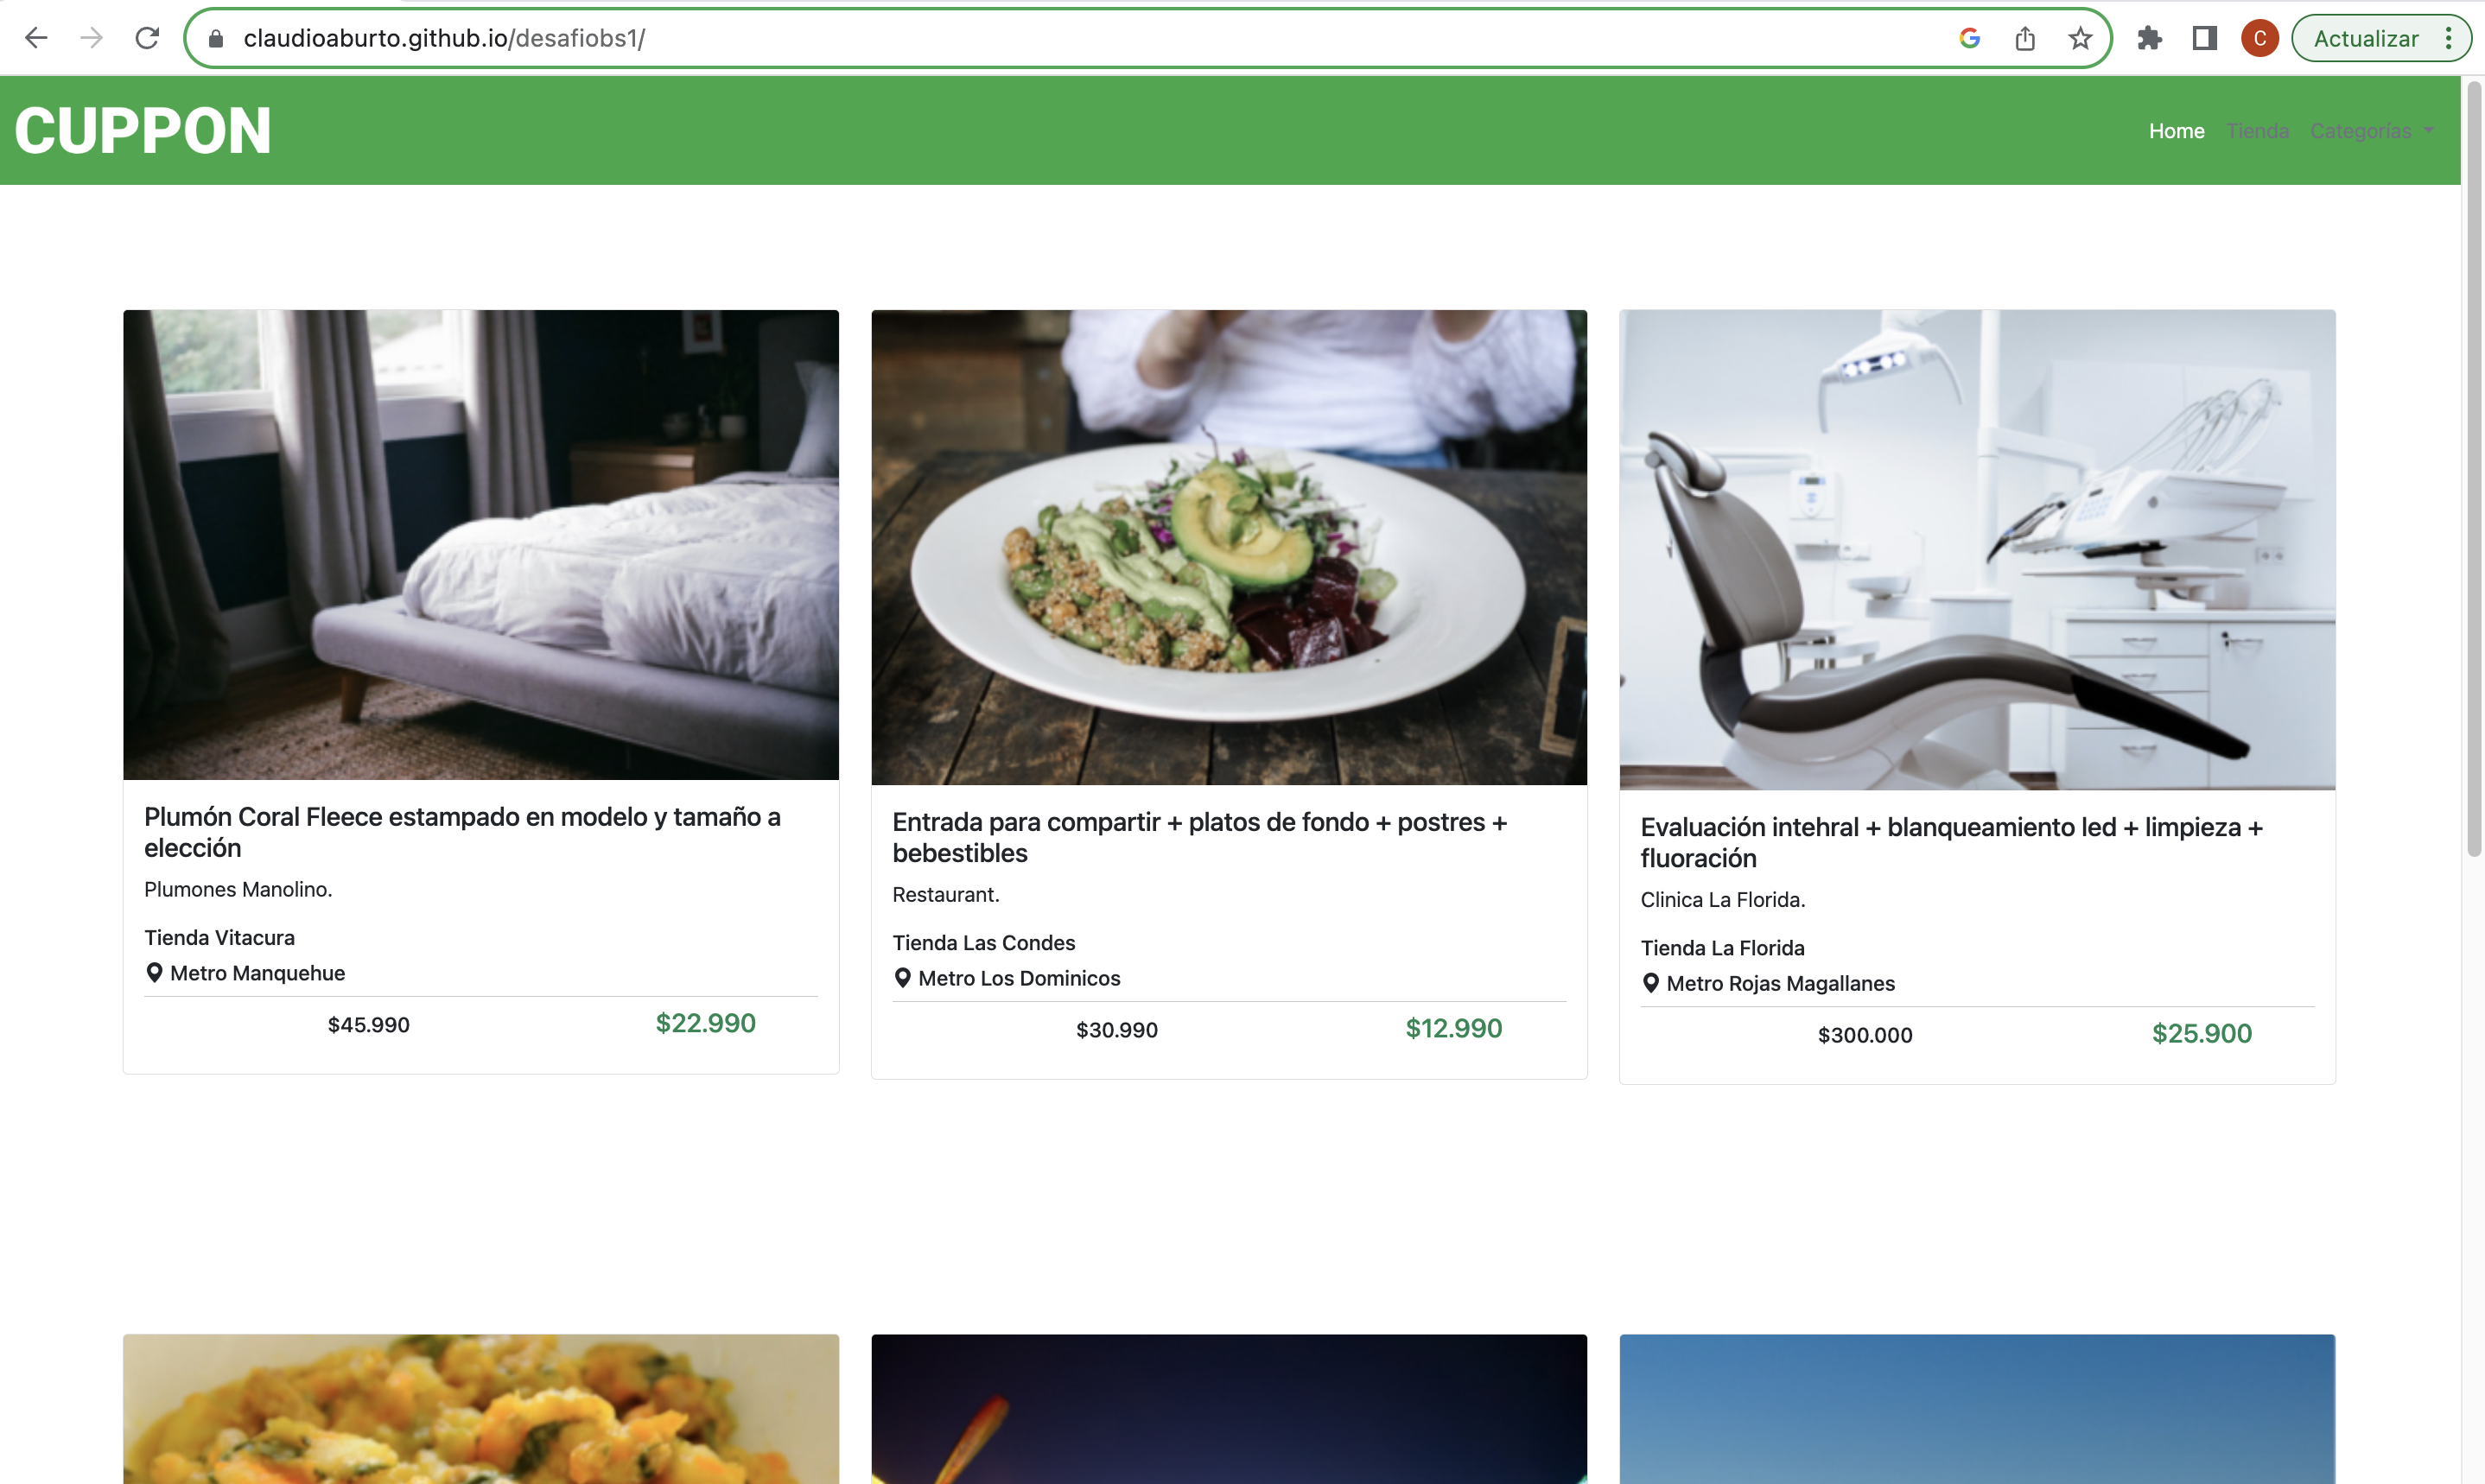 claudioaburto.github.io/desafiobs1/
C
Actualizar
CUPPON
Home
Tienda
Categorías
Plumón Coral Fleece estampado en modelo y tamaño a
elección
Plumones Manolino.
Tienda Vitacura
Metro Manquehue
$45.990
$22.990
Entrada para compartir + platos de fondo + postres +
bebestibles
Restaurant.
Tienda Las Condes
Metro Los Dominicos
$30.990
$12.990
Evaluación intehral + blanqueamiento led + limpieza +
fluoración
Clinica La Florida.
Tienda La Florida
Metro Rojas Magallanes
$300.000
$25.900